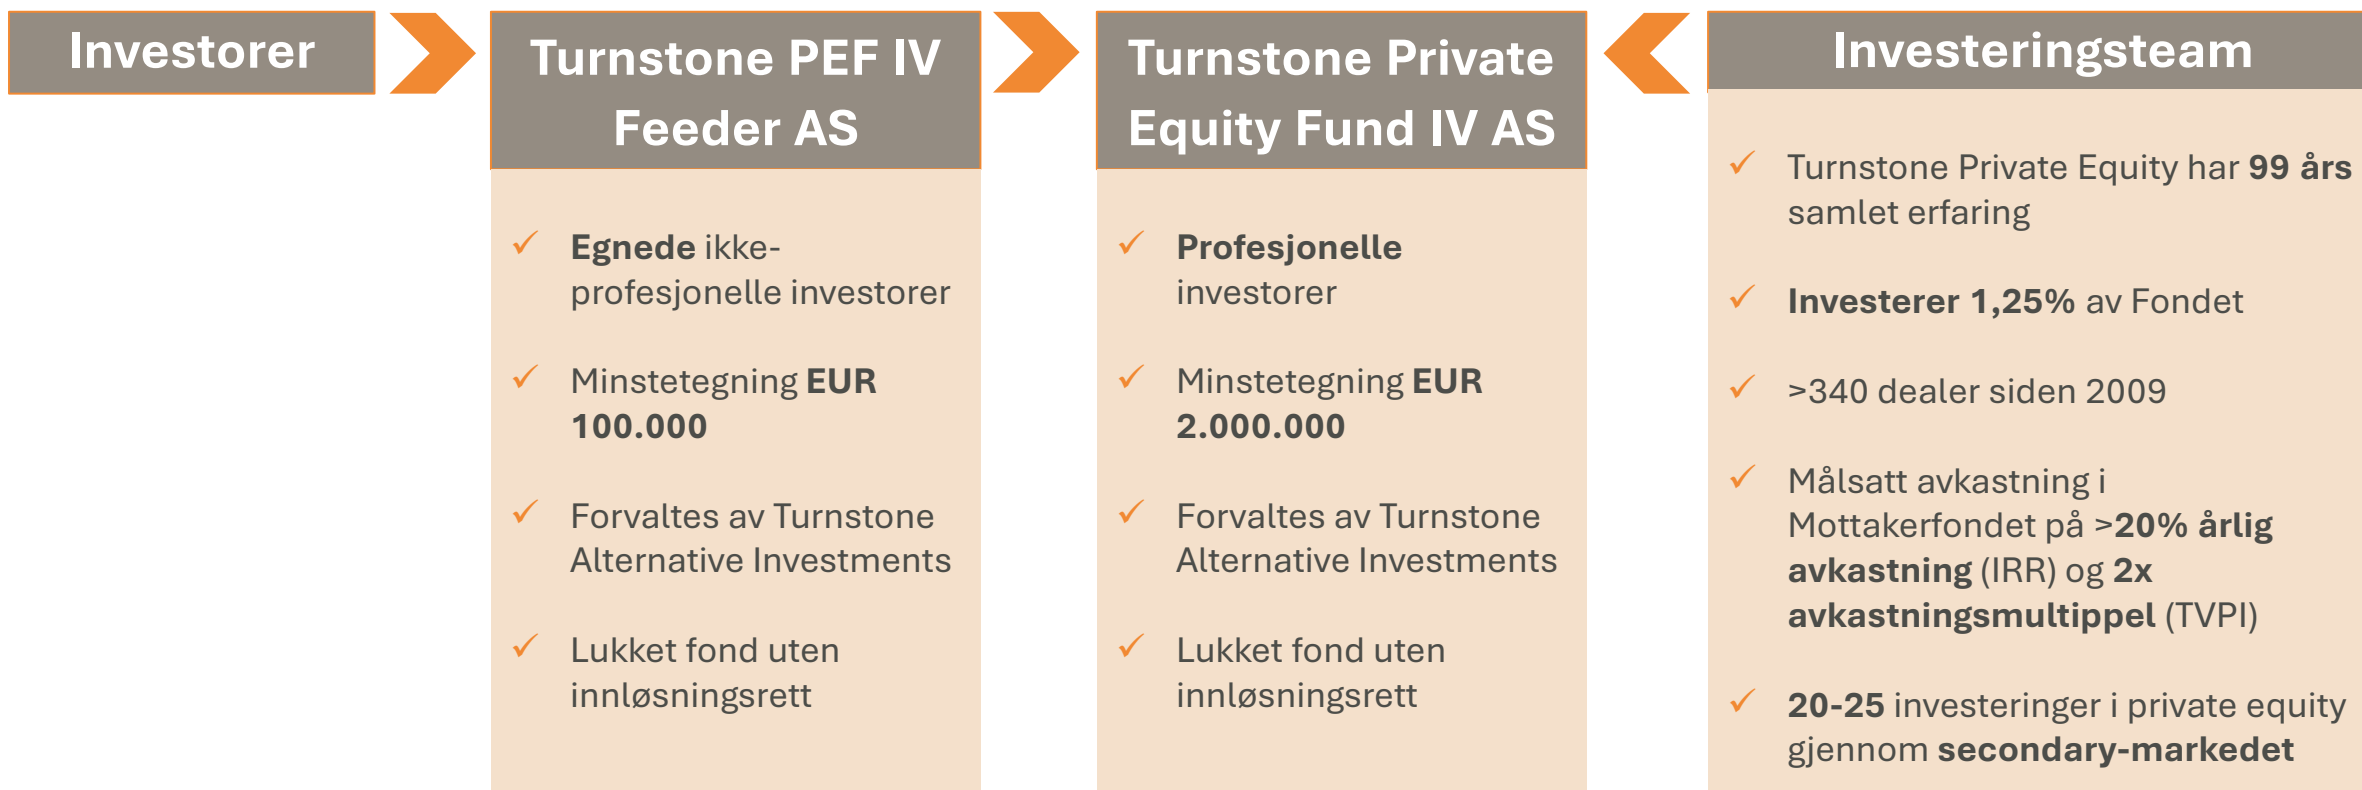 Investorer
Turnstone PEF IV
Feeder AS
✓ Egnede ikke-
profesjonelle investorer
✓ Minstetegning EUR
100.000
✓ Forvaltes av Turnstone
Alternative Investments
✓ Lukket fond uten
innløsningsrett
Turnstone Private
Equity Fund IV AS
✓ Profesjonelle
investorer
✓ Minstetegning EUR
2.000.000
✓ Forvaltes av Turnstone
Alternative Investments
✓ Lukket fond uten
innløsningsrett
Investeringsteam
✓ Turnstone Private Equity har 99 års
samlet erfaring
✓ Investerer 1,25% av Fondet
✓ >340 dealer siden 2009
✓ Målsatt avkastning i
Mottakerfondet på >20% årlig
avkastning (IRR) og 2x
avkastningsmultippel (TVPI)
✓ 20-25 investeringer i private equity
gjennom secondary-markedet